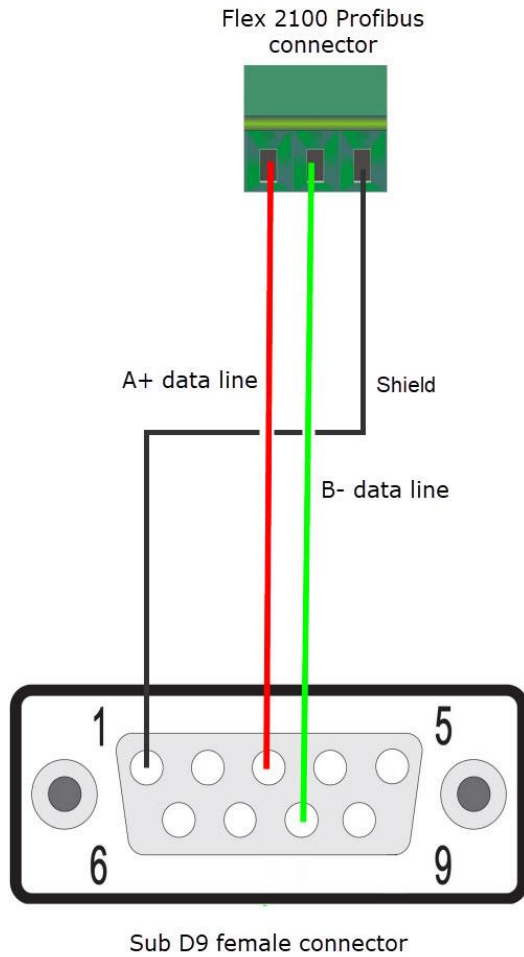 Flex 2100 Profibus
connector
A+ data line
Shield
B- data line
1
5
6
9
Sub D9 female connector